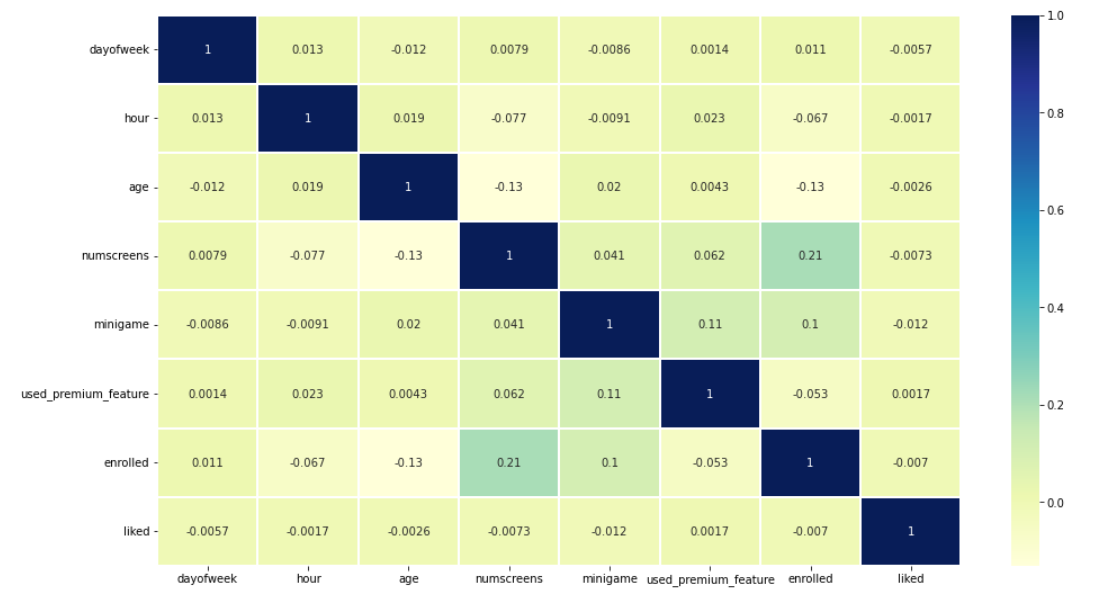 dayofweek 1 0.013 -0.012 0.0079 -0.0086 0.0014 0.011 -0.0057
hour 0.013 1 0.019 -0.077 -0.0091 0.023 -0.067 -0.0017
age -0.012 0.019 1 -0.13 0.02 0.0043 -0.13 -0.0026
numscreens 0.0079 -0.077 -0.13 1 0.041 0.062 0.21 -0.0073
minigame -0.0086 -0.0091 0.02 0.041 1 0.11 0.1 -0.012
used_premium_feature 0.0014 0.023 0.0043 0.062 0.11 1 -0.053 0.0017
enrolled 0.011 -0.067 -0.13 0.21 0.1 -0.053 1 -0.007
liked -0.0057 -0.0017 -0.0026 -0.0073 -0.012 0.0017 -0.007 1
dayofweek hour age numscreens minigame used_premium_feature enrolled liked
1.0
0.8
0.6
0.4
0.2
0.0